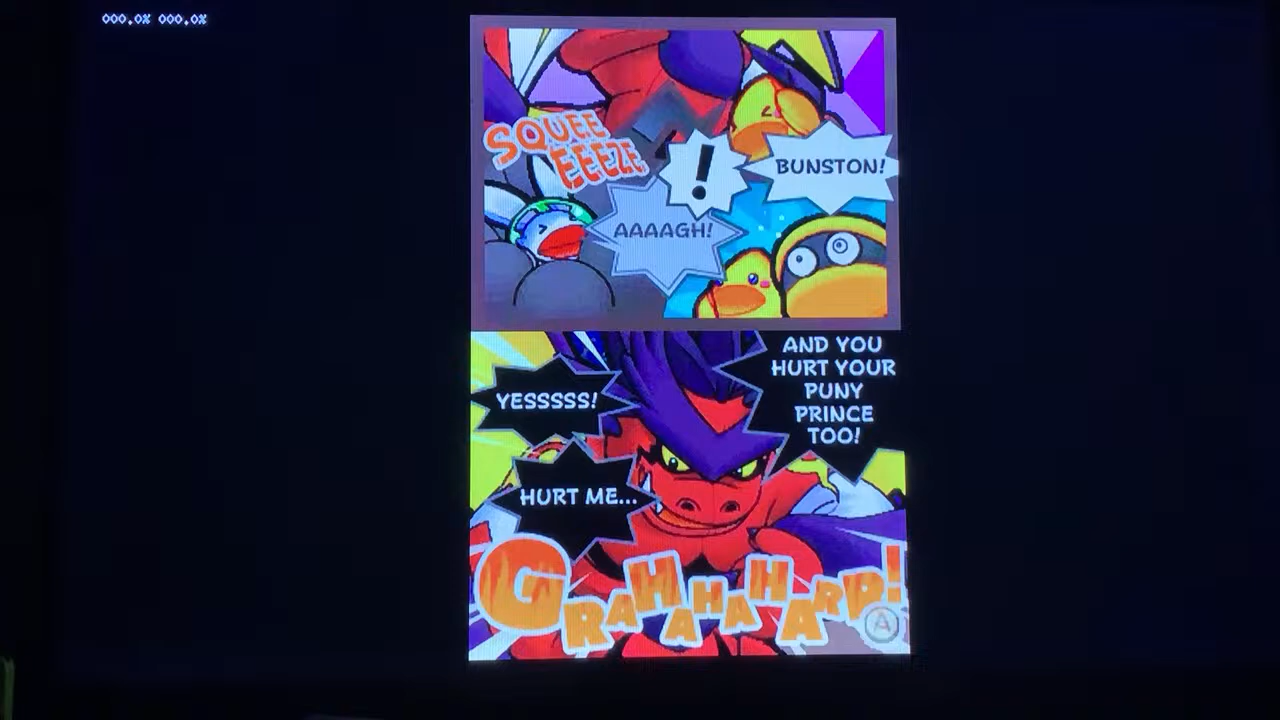 000.0% 000.0%
SQUEE
EEEZE
!
BUNSTON!
AAAAGH!
YESSSSS!
AND YOU
HURT YOUR
PUNY
PRINCE
TOO!
HURT ME...
GRAHAHAHARD!
A